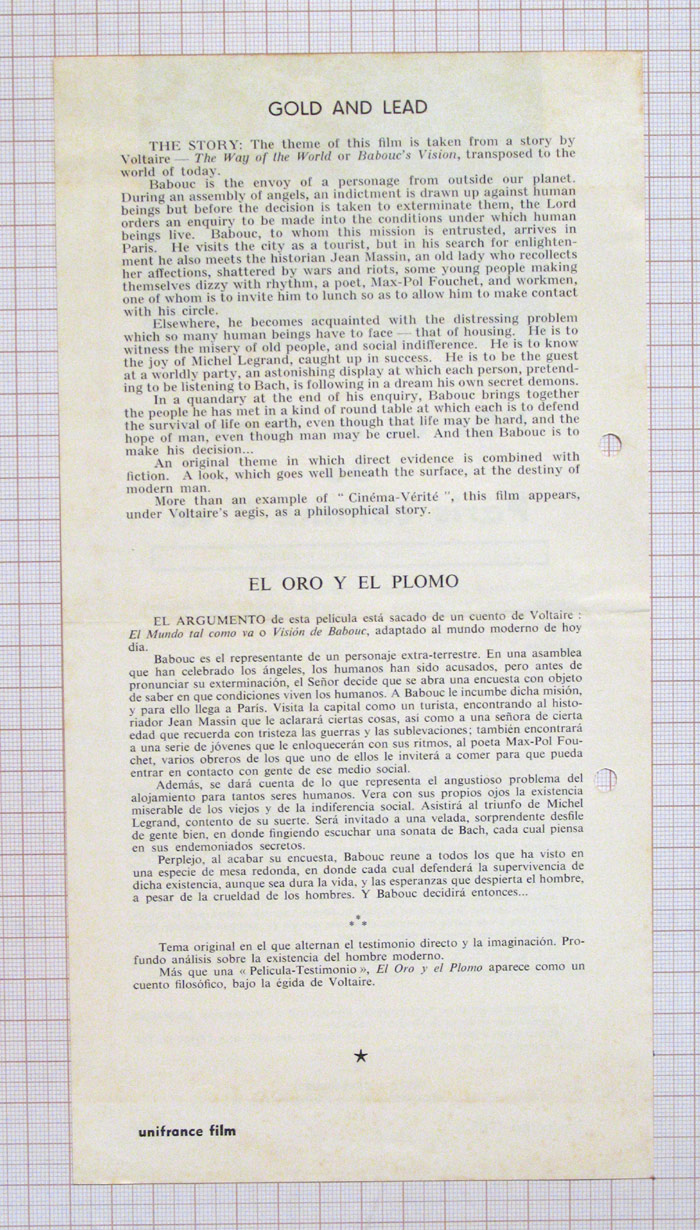 GOLD AND LEAD
THE STORY: The theme of this film is taken from a story by
Voltaire — The Way of the World or Babouc's Vision, transposed to the
world of today.
Babouc is the envoy of a personage from outside our planet.
During an assembly of angels, an indictment is drawn up against human
beings but before the decision is taken to exterminate them, the Lord
orders an enquiry to be made into the conditions under which human
beings live. Babouc, to whom this mission is entrusted, arrives in
Paris. He visits the city as a tourist, but in his search for enlighten-
ment he also meets the historian Jean Massin, an old lady who recollects
her affections, shattered by wars and riots, some young people making
themselves dizzy with rhythm, a poet, Max-Pol Fouchet, and workmen,
one of whom is to invite him to lunch so as to allow him to make contact
with his circle.
Elsewhere, he becomes acquainted with the distressing problem
which so many human beings have to face — that of housing. He is to
witness the misery of old people, and social indifference. He is to know
the joy of Michel Legrand, caught up in success. He is to be the guest
at a worldly party, an astonishing display at which each person, pretend-
ing to be listening to Bach, is following in a dream his own secret demons.
In a quandary at the end of his enquiry, Babouc brings together
the people he has met in a kind of round table at which each is to defend
the survival of life on earth, even though that life may be hard, and the
hope of man, even though man may be cruel. And then Babouc is to
make his decision...
An original theme in which direct evidence is combined with
fiction. A look, which goes well beneath the surface, at the destiny of
modern man.
More than an example of " Cinéma-Vérité ", this film appears,
under Voltaire's aegis, as a philosophical story.
EL ORO Y EL PLOMO
EL ARGUMENTO de esta película está sacado de un cuento de Voltaire :
El Mundo tal como va o Visión de Babouc, adaptado al mundo moderno de hoy
día.
Babouc es el representante de un personaje extra-terrestre. En una asamblea
que han celebrado los ángeles, los humanos han sido acusados, pero antes de
pronunciar su exterminación, el Señor decide que se abra una encuesta con objeto
de saber en que condiciones viven los humanos. A Babouc le incumbe dicha misión,
y para ello llega a París. Visita la capital como un turista, encontrando al histo-
riador Jean Massin que le aclarará ciertas cosas, asi como a una señora de cierta
edad que recuerda con tristeza las guerras y las sublevaciones; también encontrará
a una serie de jóvenes que le enloquecerán con sus ritmos, al poeta Max-Pol Fou-
chet, varios obreros de los que uno de ellos le inviterá a comer para que pueda
entrar en contacto con gente de ese medio social.
Además, se dará cuenta de lo que representa el angustioso problema del
alojamiento para tantos seres humanos. Vera con sus propios ojos la existencia
miserable de los viejos y de la indiferencia social. Asistirá al triunfo de Michel
Legrand, contento de su suerte. Será invitado a una velada, sorprendente desfile
de gente bien, en donde fingiendo escuchar una sonata de Bach, cada cual piensa
en sus endemoniados secretos.
Perplejo, al acabar su encuesta, Babouc reune a todos los que ha visto en
una especie de mesa redonda, en donde cada cual defenderá la supervivencia de
dicha existencia, aunque sea dura la vida, y las esperanzas que despierta el hombre,
a pesar de la crueldad de los hombres. Y Babouc decidirá entonces...
***
Tema original en el que alternan el testimonio directo y la imaginación. Pro-
fundo análisis sobre la existencia del hombre moderno.
Más que una « Pelicula-Testimonio », El Oro y el Plomo aparece como un
cuento filosófico, bajo la égida de Voltaire.
★
unifrance film